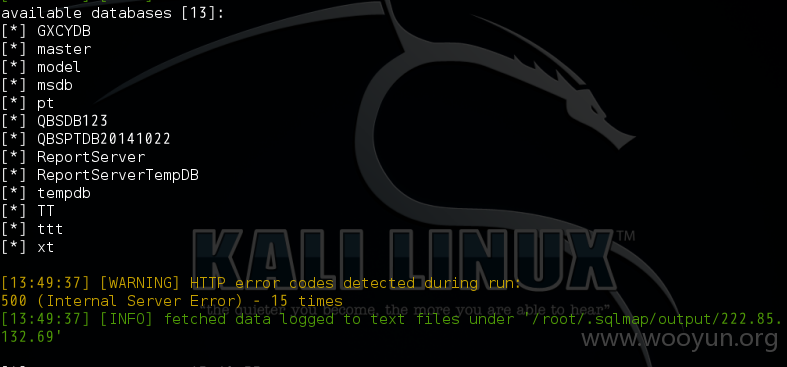 available databases [13]:
[*] GXCYDB
[*] master
[*] model
[*] msdb
[*] pt
[*] QBSDB123
[*] QBSPTDB20141022
[*] ReportServer
[*] ReportServerTempDB
[*] tempdb
[*] TT
[*] ttt
[*] xt
KALI LINUX™
[13:49:37] [WARNING] HTTP error codes detected during run:
500 (Internal Server Error) - 15 times
"the quieter you become, the more you are able to hear"
[13:49:37] [INFO] fetched data logged to text files under '/root/.sqlmap/output/222.85.
132.69'
www.wooyun.org